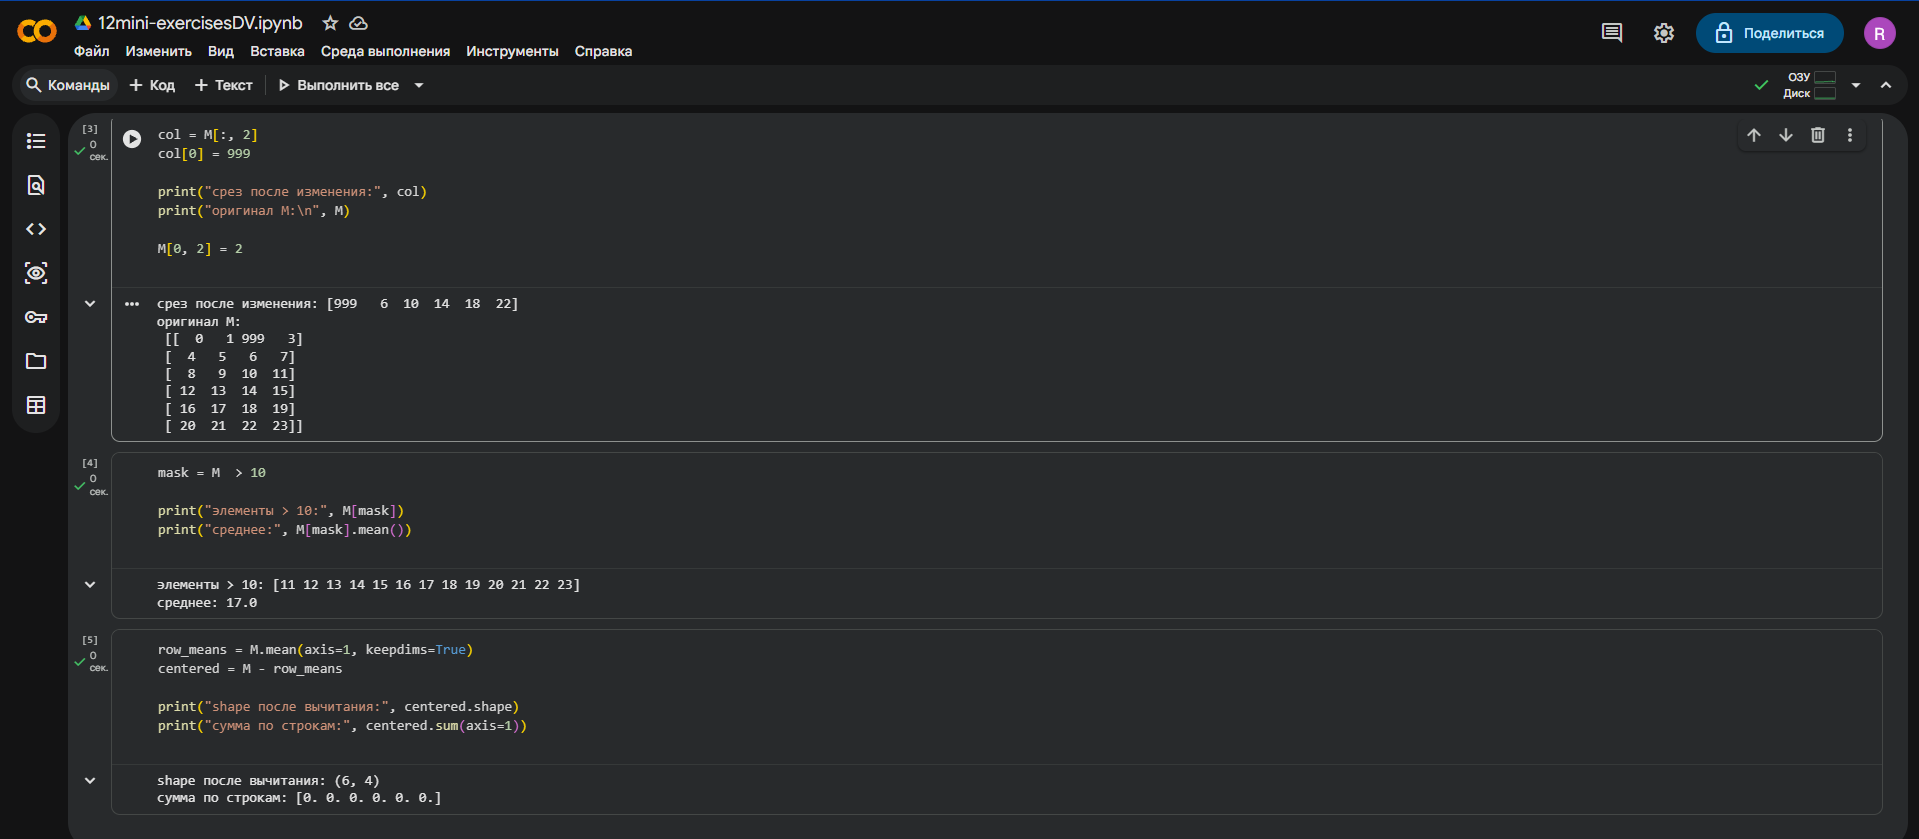 12mini-exercisesDV.ipynb
Файл Изменить Вид Вставка Среда выполнения Инструменты Справка
Поделиться
R
Команды + Код + Текст Выполнить все
ОЗУ
Диск
[3]
0
сек.
col = M[:, 2]
col[0] = 999
print("срез после изменения:", col)
print("оригинал M:\n", M)
M[0, 2] = 2
срез после изменения: [999   6  10  14  18  22]
оригинал M:
[[  0   1 999   3]
[  4   5   6   7]
[  8   9  10  11]
[ 12  13  14  15]
[ 16  17  18  19]
[ 20  21  22  23]]
[4]
0
сек.
mask = M  > 10
print("элементы > 10:", M[mask])
print("среднее:", M[mask].mean())
элементы > 10: [11 12 13 14 15 16 17 18 19 20 21 22 23]
среднее: 17.0
[5]
0
сек.
row_means = M.mean(axis=1, keepdims=True)
centered = M - row_means
print("shape после вычитания:", centered.shape)
print("сумма по строкам:", centered.sum(axis=1))
shape после вычитания: (6, 4)
сумма по строкам: [0. 0. 0. 0. 0. 0.]